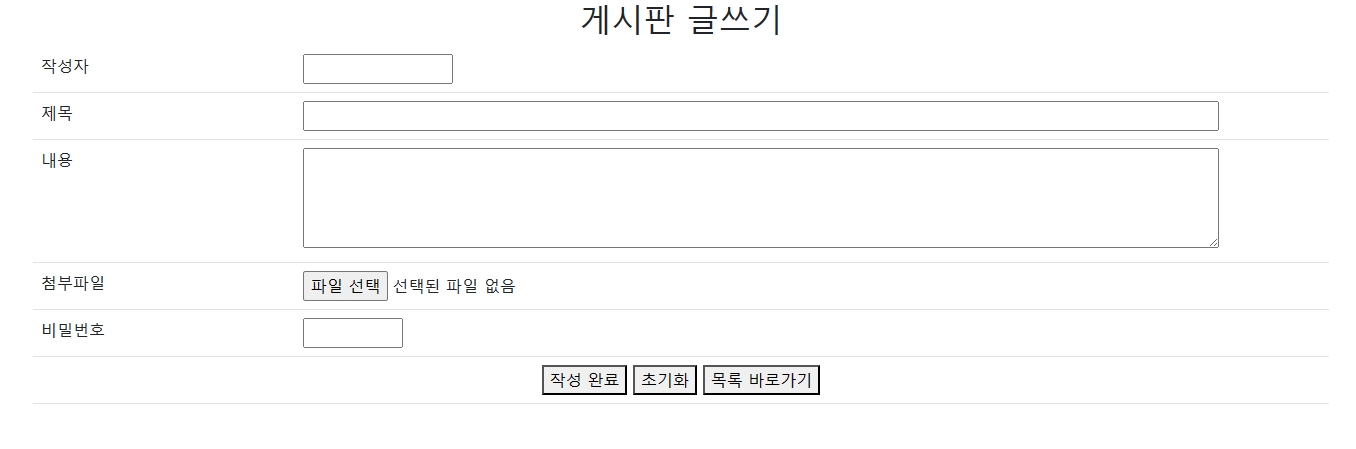 게시판 글쓰기
작성자
제목
내용
첨부파일 파일 선택 선택된 파일 없음
비밀번호
작성 완료 초기화 목록 바로가기